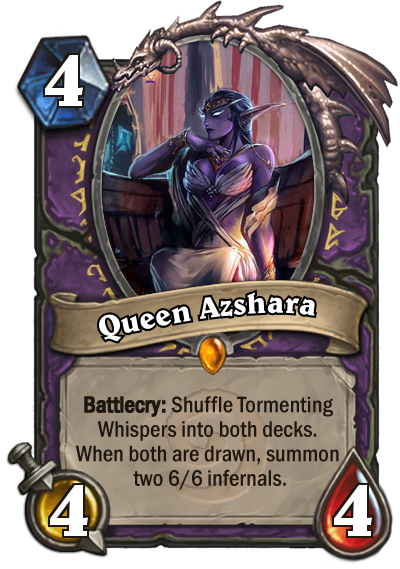 4
Queen Azshara
Battlecry: Shuffle Tormenting
Whispers into both decks.
When both are drawn, summon
two 6/6 infernals.
4
4